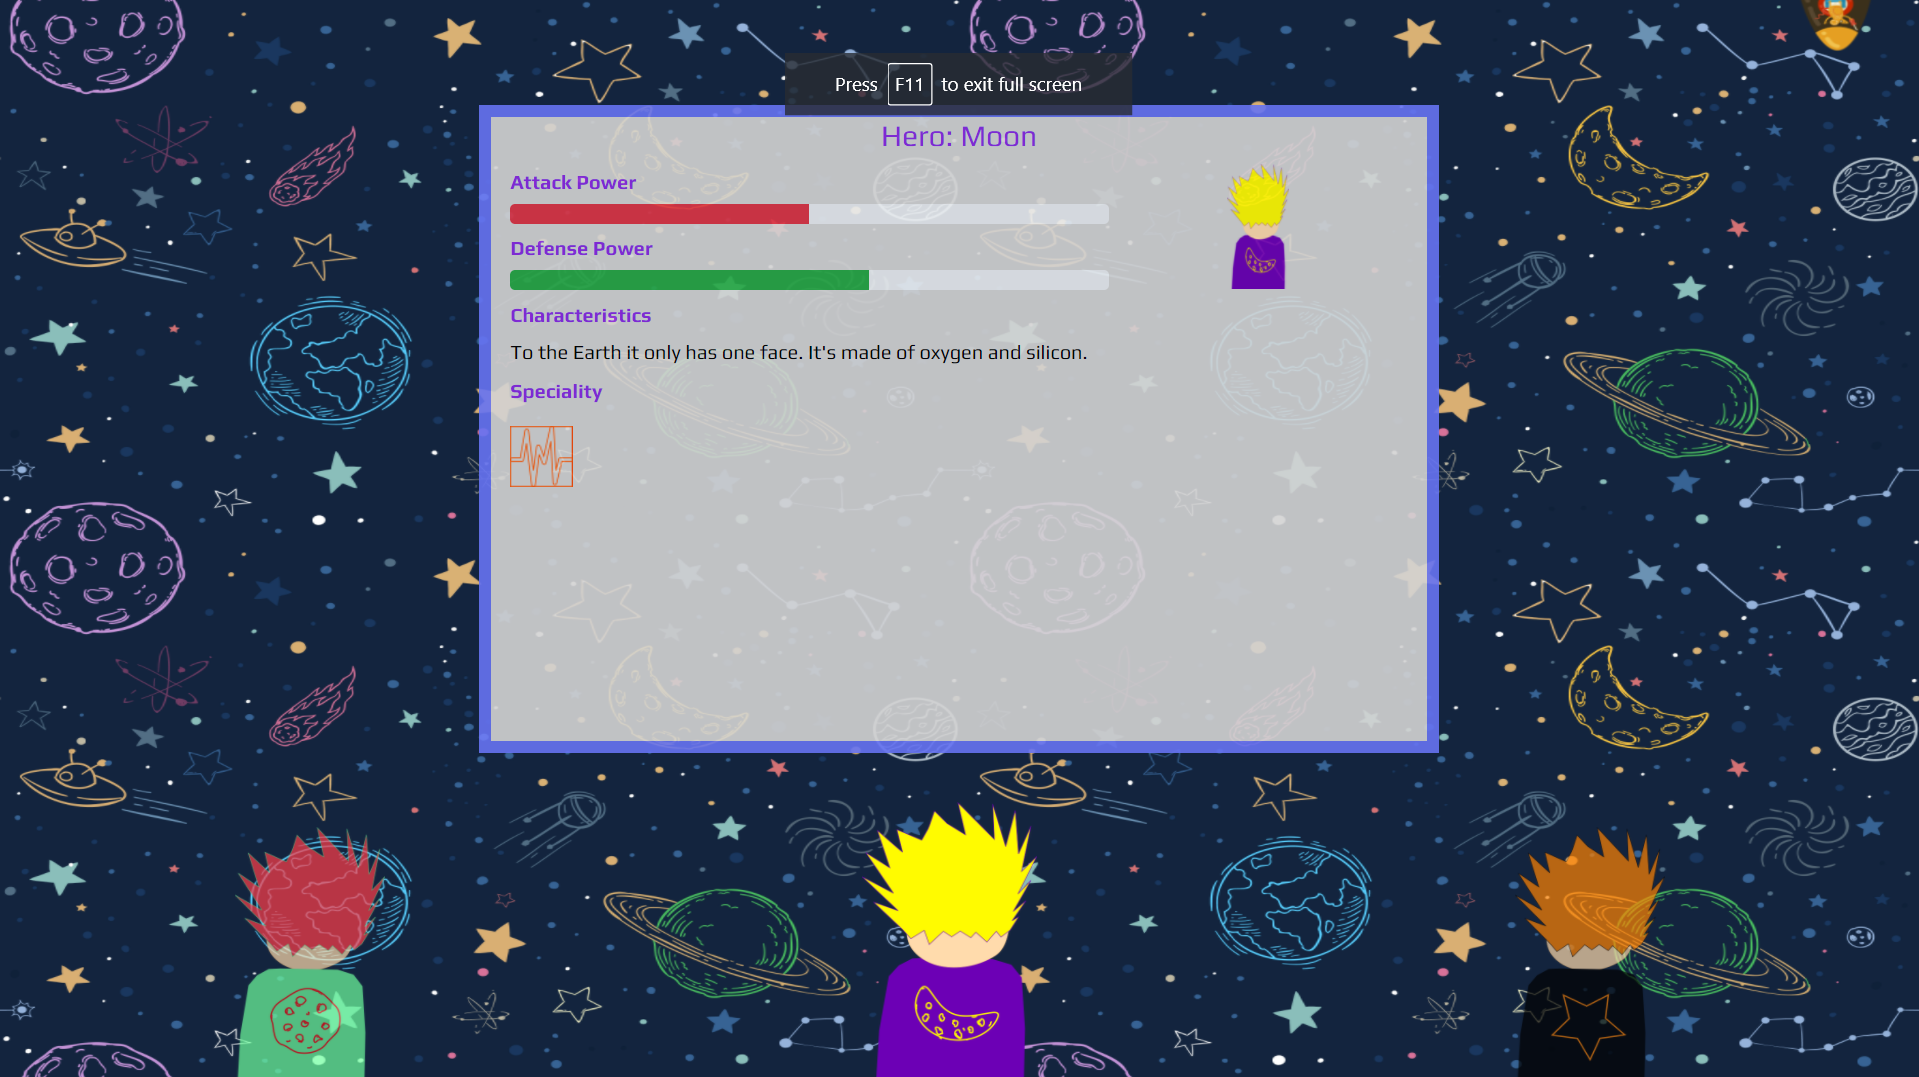 Press F11 to exit full screen
Hero: Moon
Attack Power
Defense Power
Characteristics
To the Earth it only has one face. It's made of oxygen and silicon.
Speciality